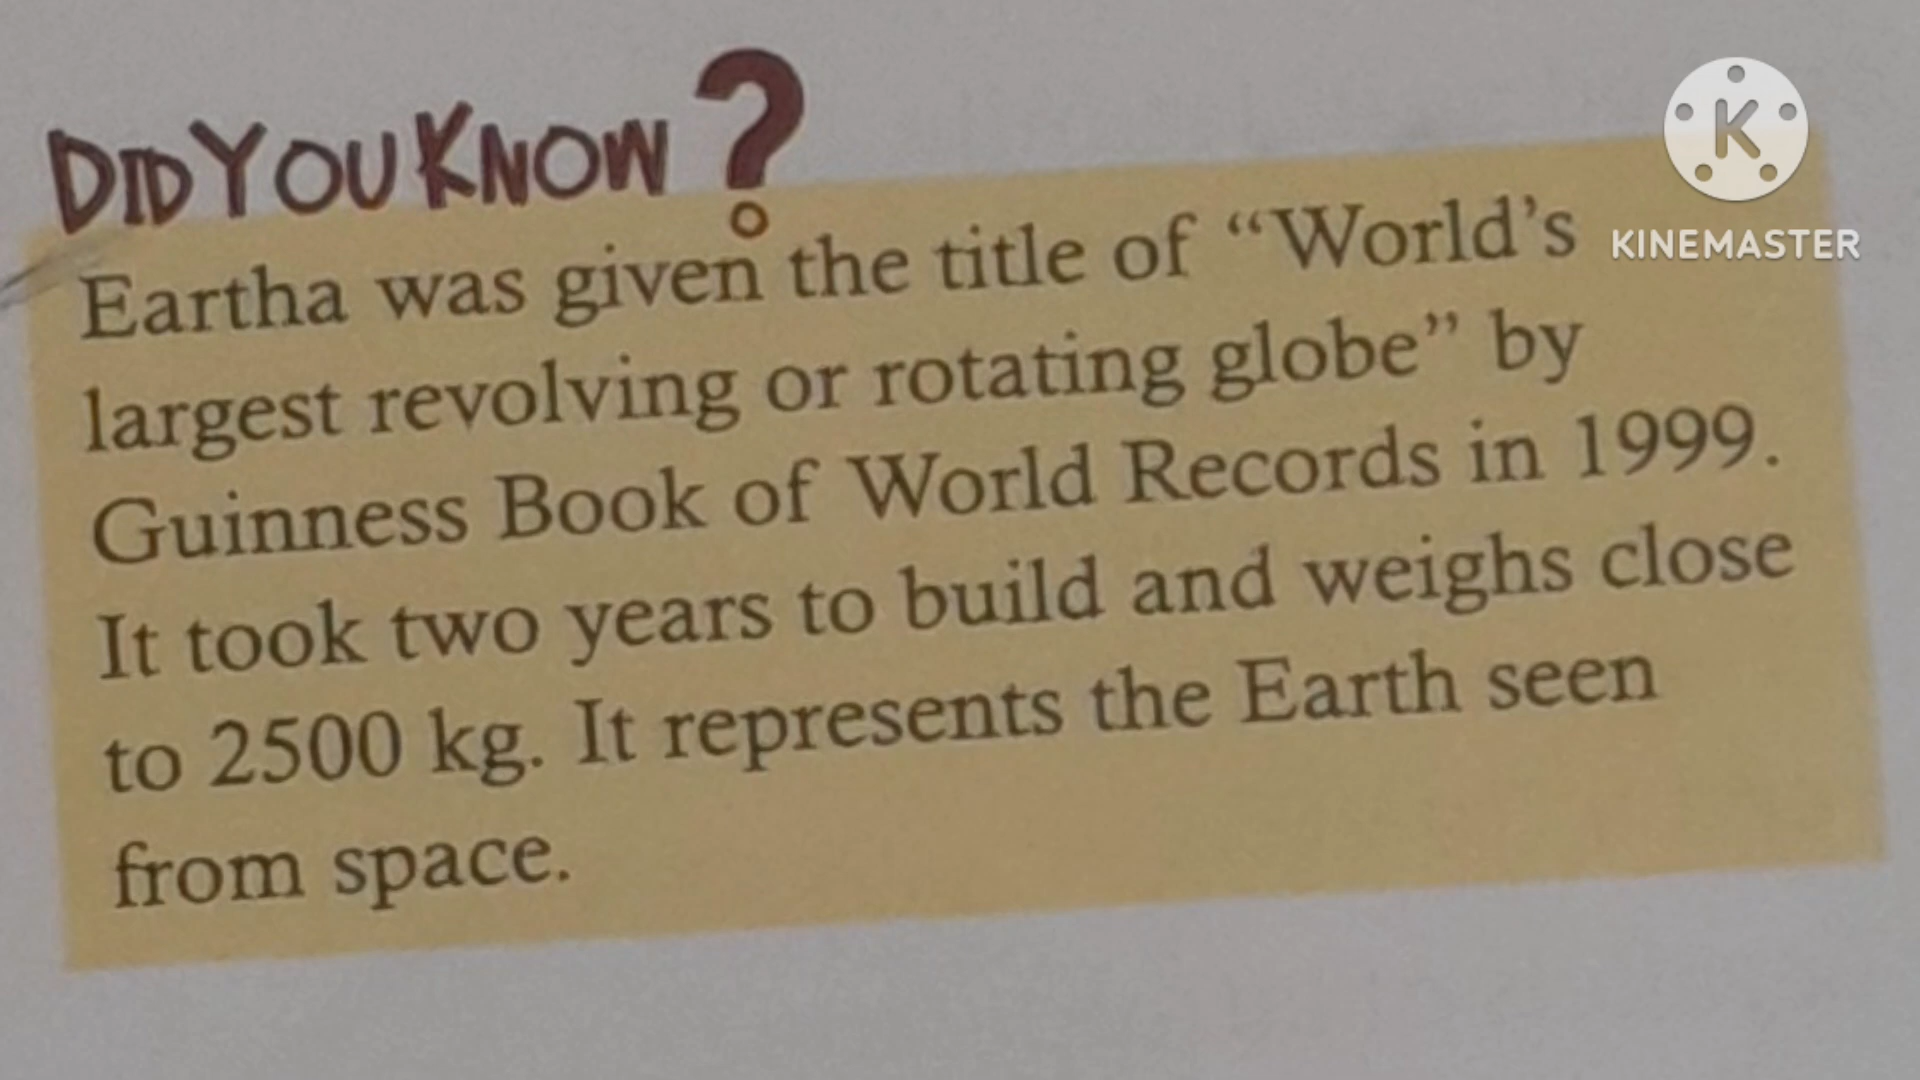 DID YOU KNOW?
Eartha was given the title of “World’s
largest revolving or rotating globe” by
Guinness Book of World Records in 1999.
It took two years to build and weighs close
to 2500 kg. It represents the Earth seen
from space.
K
KINEMASTER